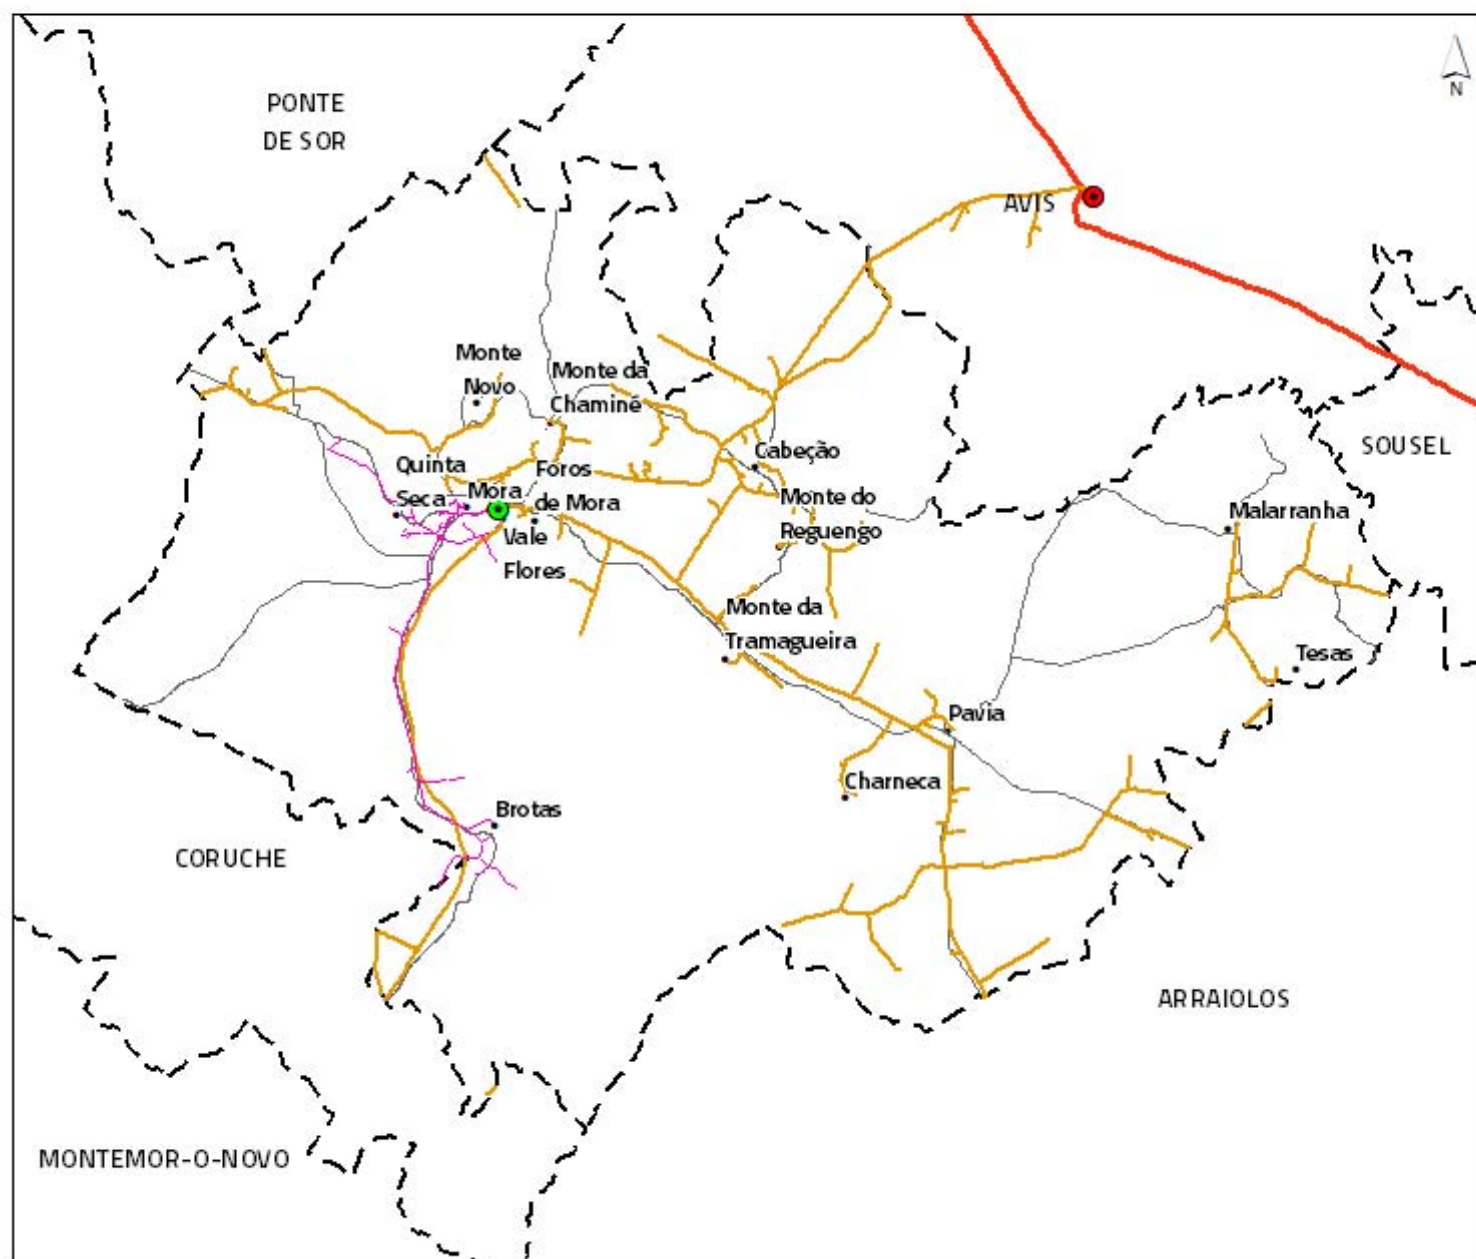 PONTE
DE SOR
N
AVIS
Monte
Novo
Monte da
Chaminé
SOUSEL
Cabeção
Quinta
Seca
Mora
Foros
de Mora
Monte do
Reguengo
Malarranha
Vale
Flores
Monte da
Tramagueira
Tesas
Pavia
Charneca
Brotas
CORUCHE
ARRAIOLOS
MONTEMOR-O-NOVO